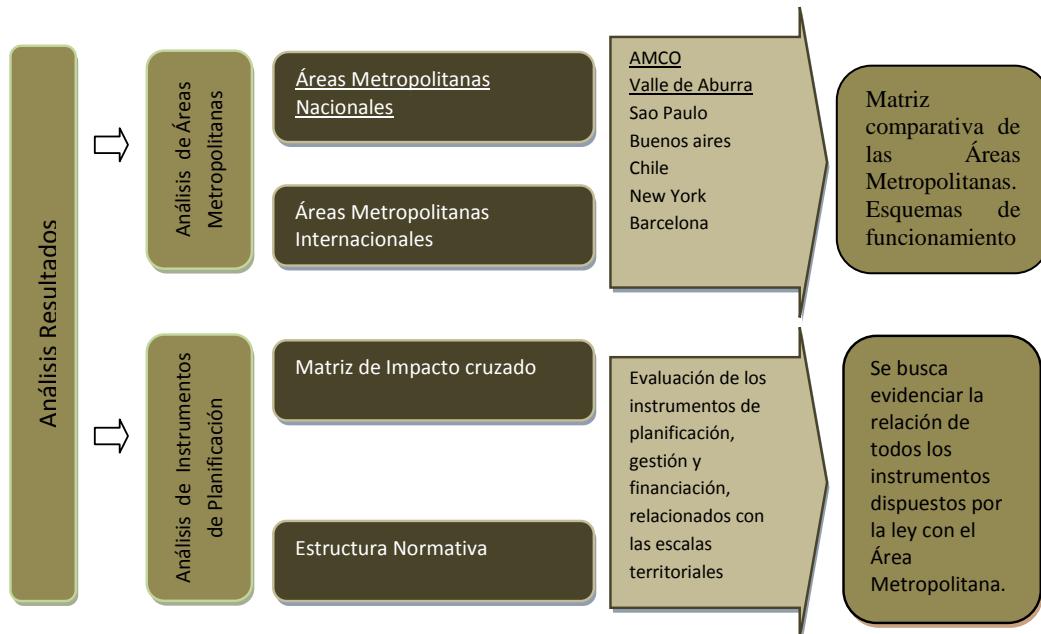 Análisis Resultados
Análisis de Áreas
Metropolitanas
Áreas Metropolitanas
Nacionales
Áreas Metropolitanas
Internacionales
AMCO
Valle de Aburra
Sao Paulo
Buenos aires
Chile
New York
Barcelona
Matriz
comparativa de
las Áreas
Metropolitanas.
Esquemas de
funcionamiento
Análisis de Instrumentos
de Planificación
Matriz de Impacto cruzado
Estructura Normativa
Evaluación de los
instrumentos de
planificación,
gestión y
financiación,
relacionados con
las escalas
territoriales
Se busca
evidenciar la
relación de
todos los
instrumentos
dispuestos por
la ley con el
Área
Metropolitana.